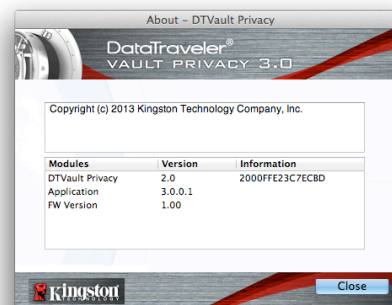 About - DTVault Privacy
DataTraveler®
VAULT PRIVACY 3.0
Copyright (c) 2013 Kingston Technology Company, Inc.
Modules Version Information
DTVault Privacy 2.0 2000FFE23C7ECBD
Application 3.0.0.1
FW Version 1.00
Kingston
TECHNOLOGY
Close